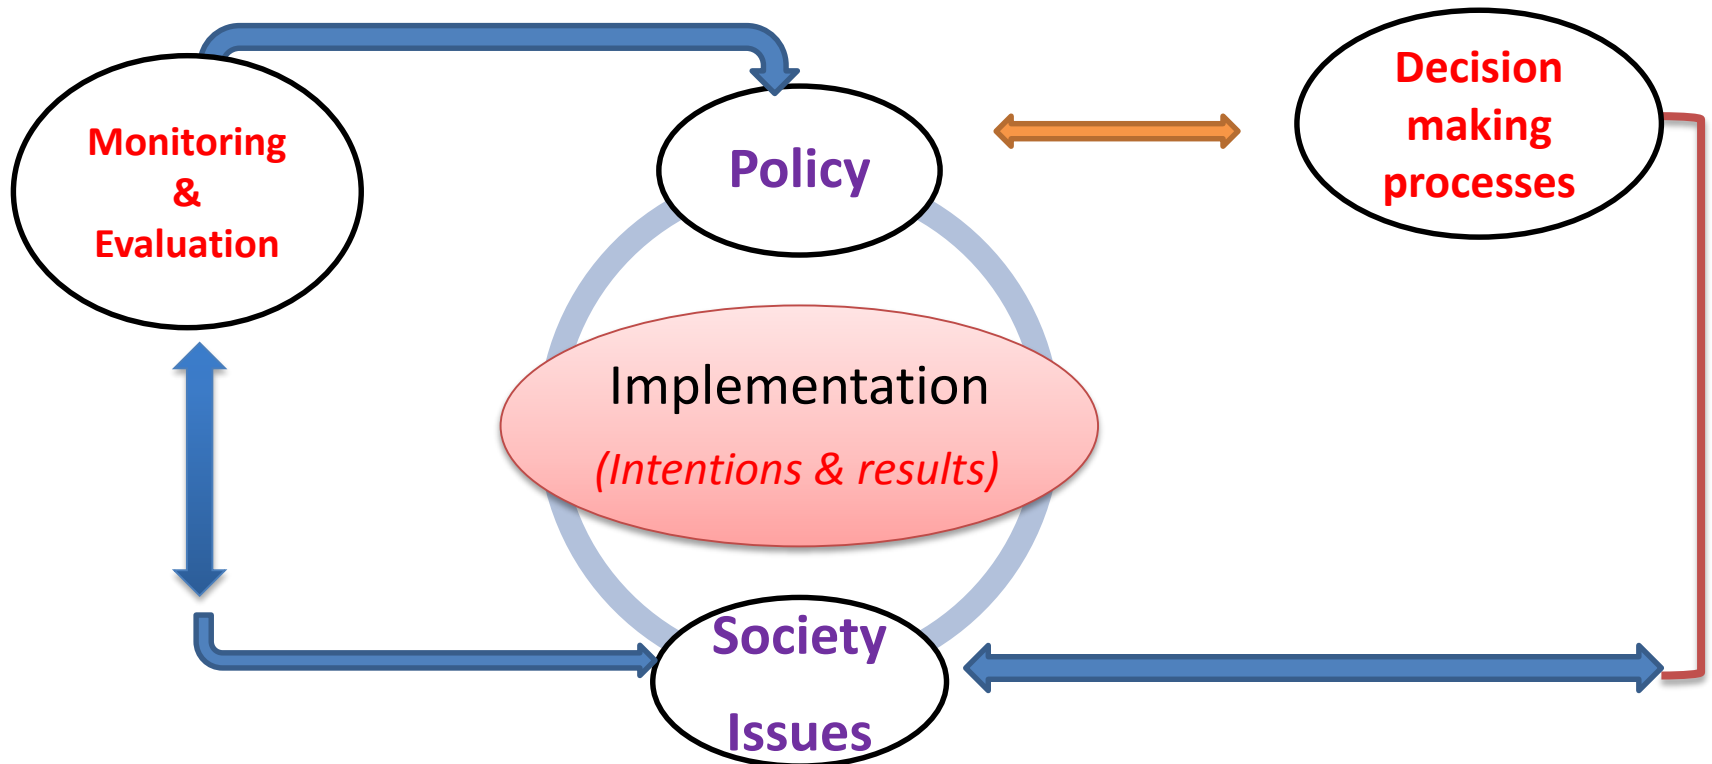 Monitoring
&
Evaluation
Policy
Decision
making
processes
Implementation
(Intentions & results)
Society
Issues